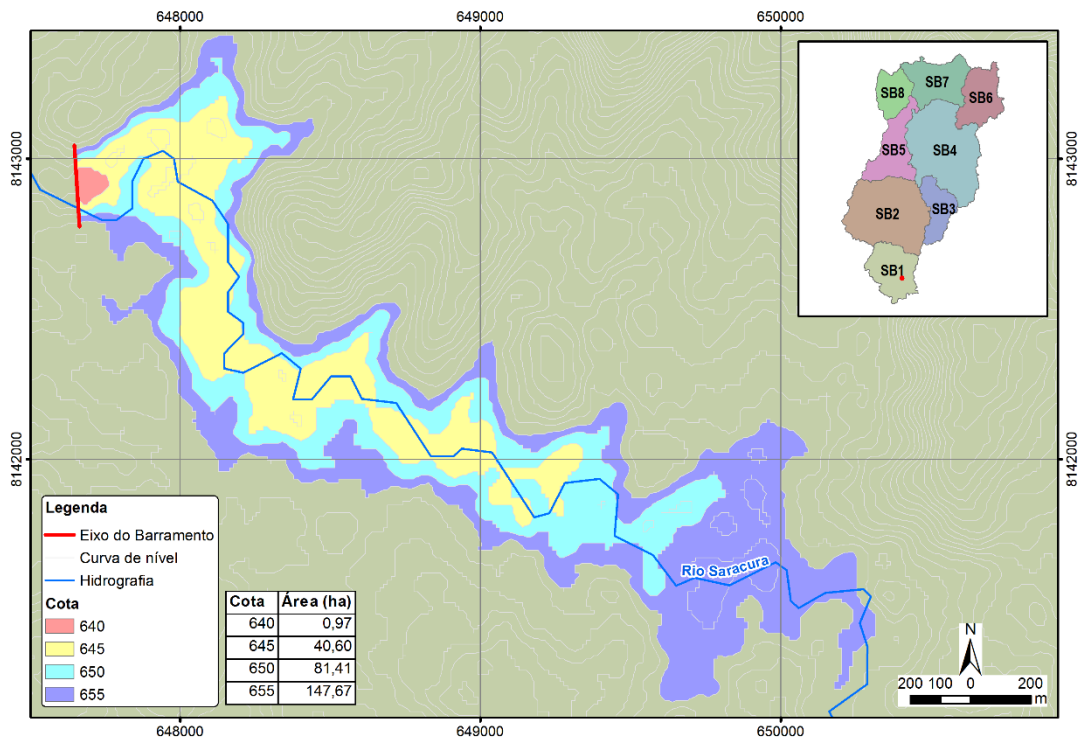 648000 649000 650000
SB8 SB7 SB6
SB5 SB4
SB2 SB3
SB1
8143000 8143000
8142000 8142000
Rio Saracura
Legenda
Eixo do Barramento
Curva de nível
Hidrografia
Cota
640
645
650
655
Cota Área (ha)
640 0,97
645 40,60
650 81,41
655 147,67
N
200 100 0 200
m
648000 649000 650000